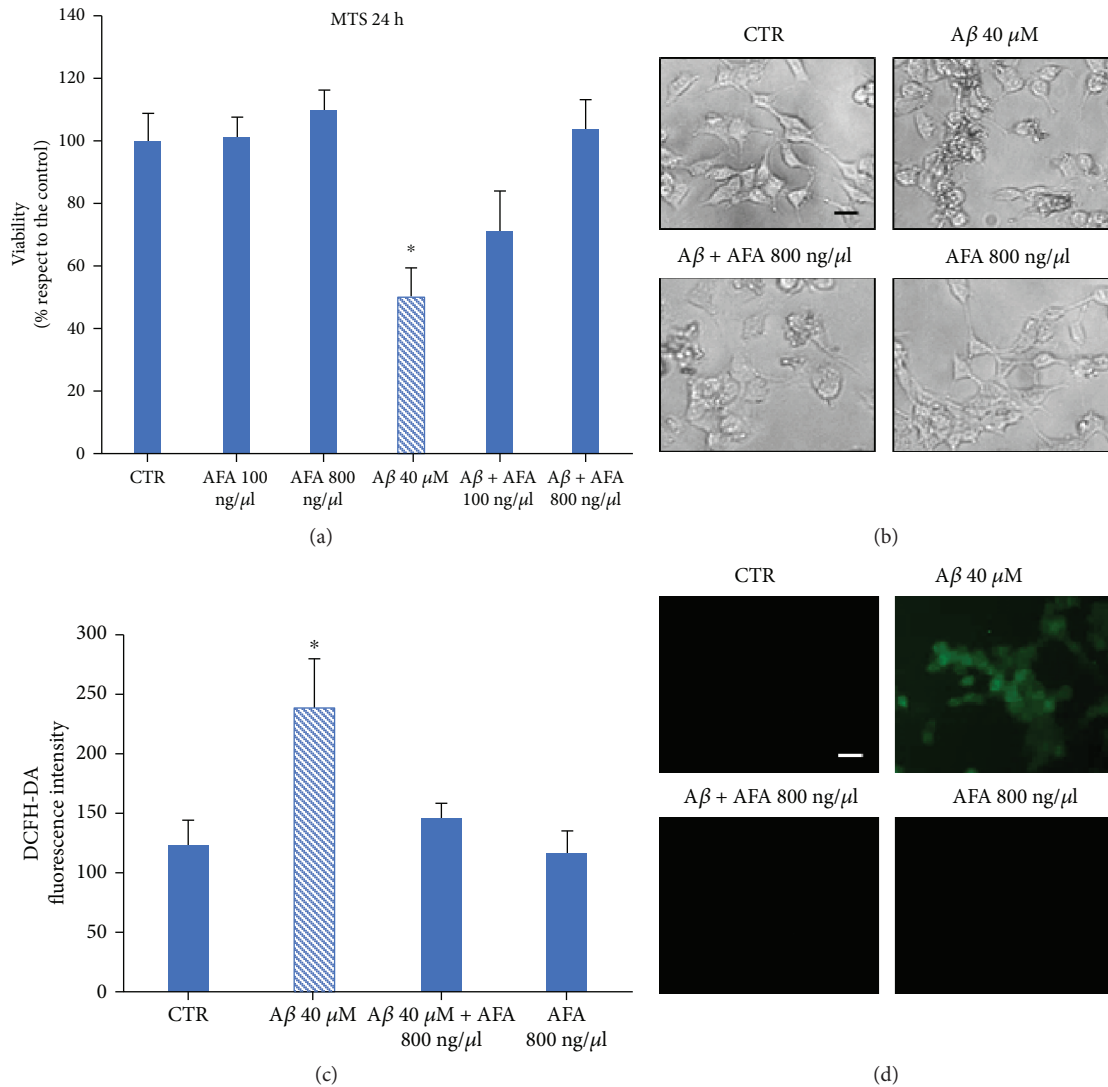 MTS 24 h
Viability
(% respect to the control)
140
120
100
80
60
40
20
0
*
CTR
AFA 100
ng/μl
AFA 800
ng/μl
Aβ 40 μM
Aβ + AFA
100 ng/μl
Aβ + AFA
800 ng/μl
(a)
CTR
Aβ 40 μM
Aβ + AFA 800 ng/μl
AFA 800 ng/μl
(b)
DCFH-DA
fluorescence intensity
300
250
200
150
100
50
0
*
CTR
Aβ 40 μM
Aβ 40 μM + AFA
800 ng/μl
AFA
800 ng/μl
(c)
CTR
Aβ 40 μM
Aβ + AFA 800 ng/μl
AFA 800 ng/μl
(d)